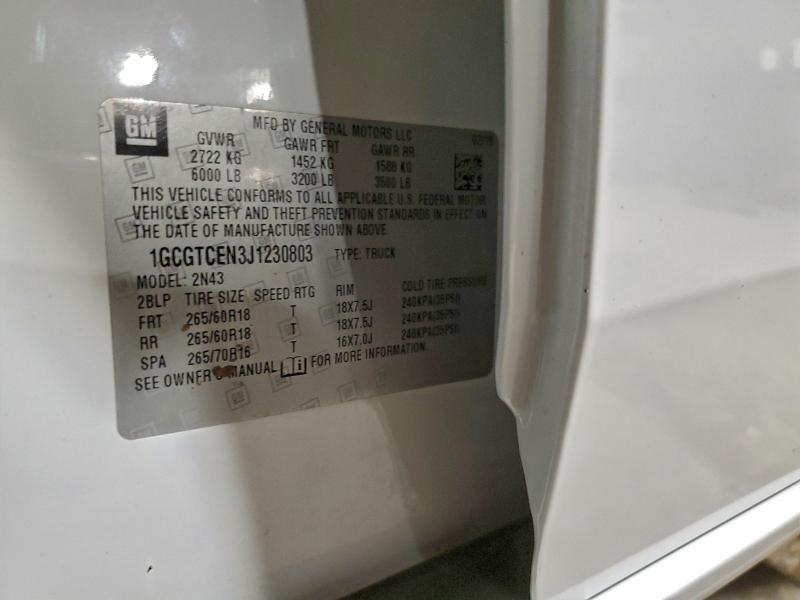 GM
MFD BY GENERAL MOTORS LLC
GVWR GAWR FRT GAWR RR
2722 KG 1452 KG 1588 KG
6000 LB 3200 LB 3500 LB
THIS VEHICLE CONFORMS TO ALL APPLICABLE U.S. FEDERAL MOTOR
VEHICLE SAFETY AND THEFT PREVENTION STANDARDS IN EFFECT ON
THE DATE OF MANUFACTURE SHOWN ABOVE.
1GCGTCEN3J1230803 TYPE: TRUCK
MODEL: 2N43
2BLP TIRE SIZE SPEED RTG RIM COLD TIRE PRESSURE
FRT 265/60R18 T 18X7.5J 240KPA(35PSI)
RR 265/60R18 T 18X7.5J 240KPA(35PSI)
SPA 265/70R16 T 16X7.0J 240KPA(35PSI)
SEE OWNER'S MANUAL FOR MORE INFORMATION.